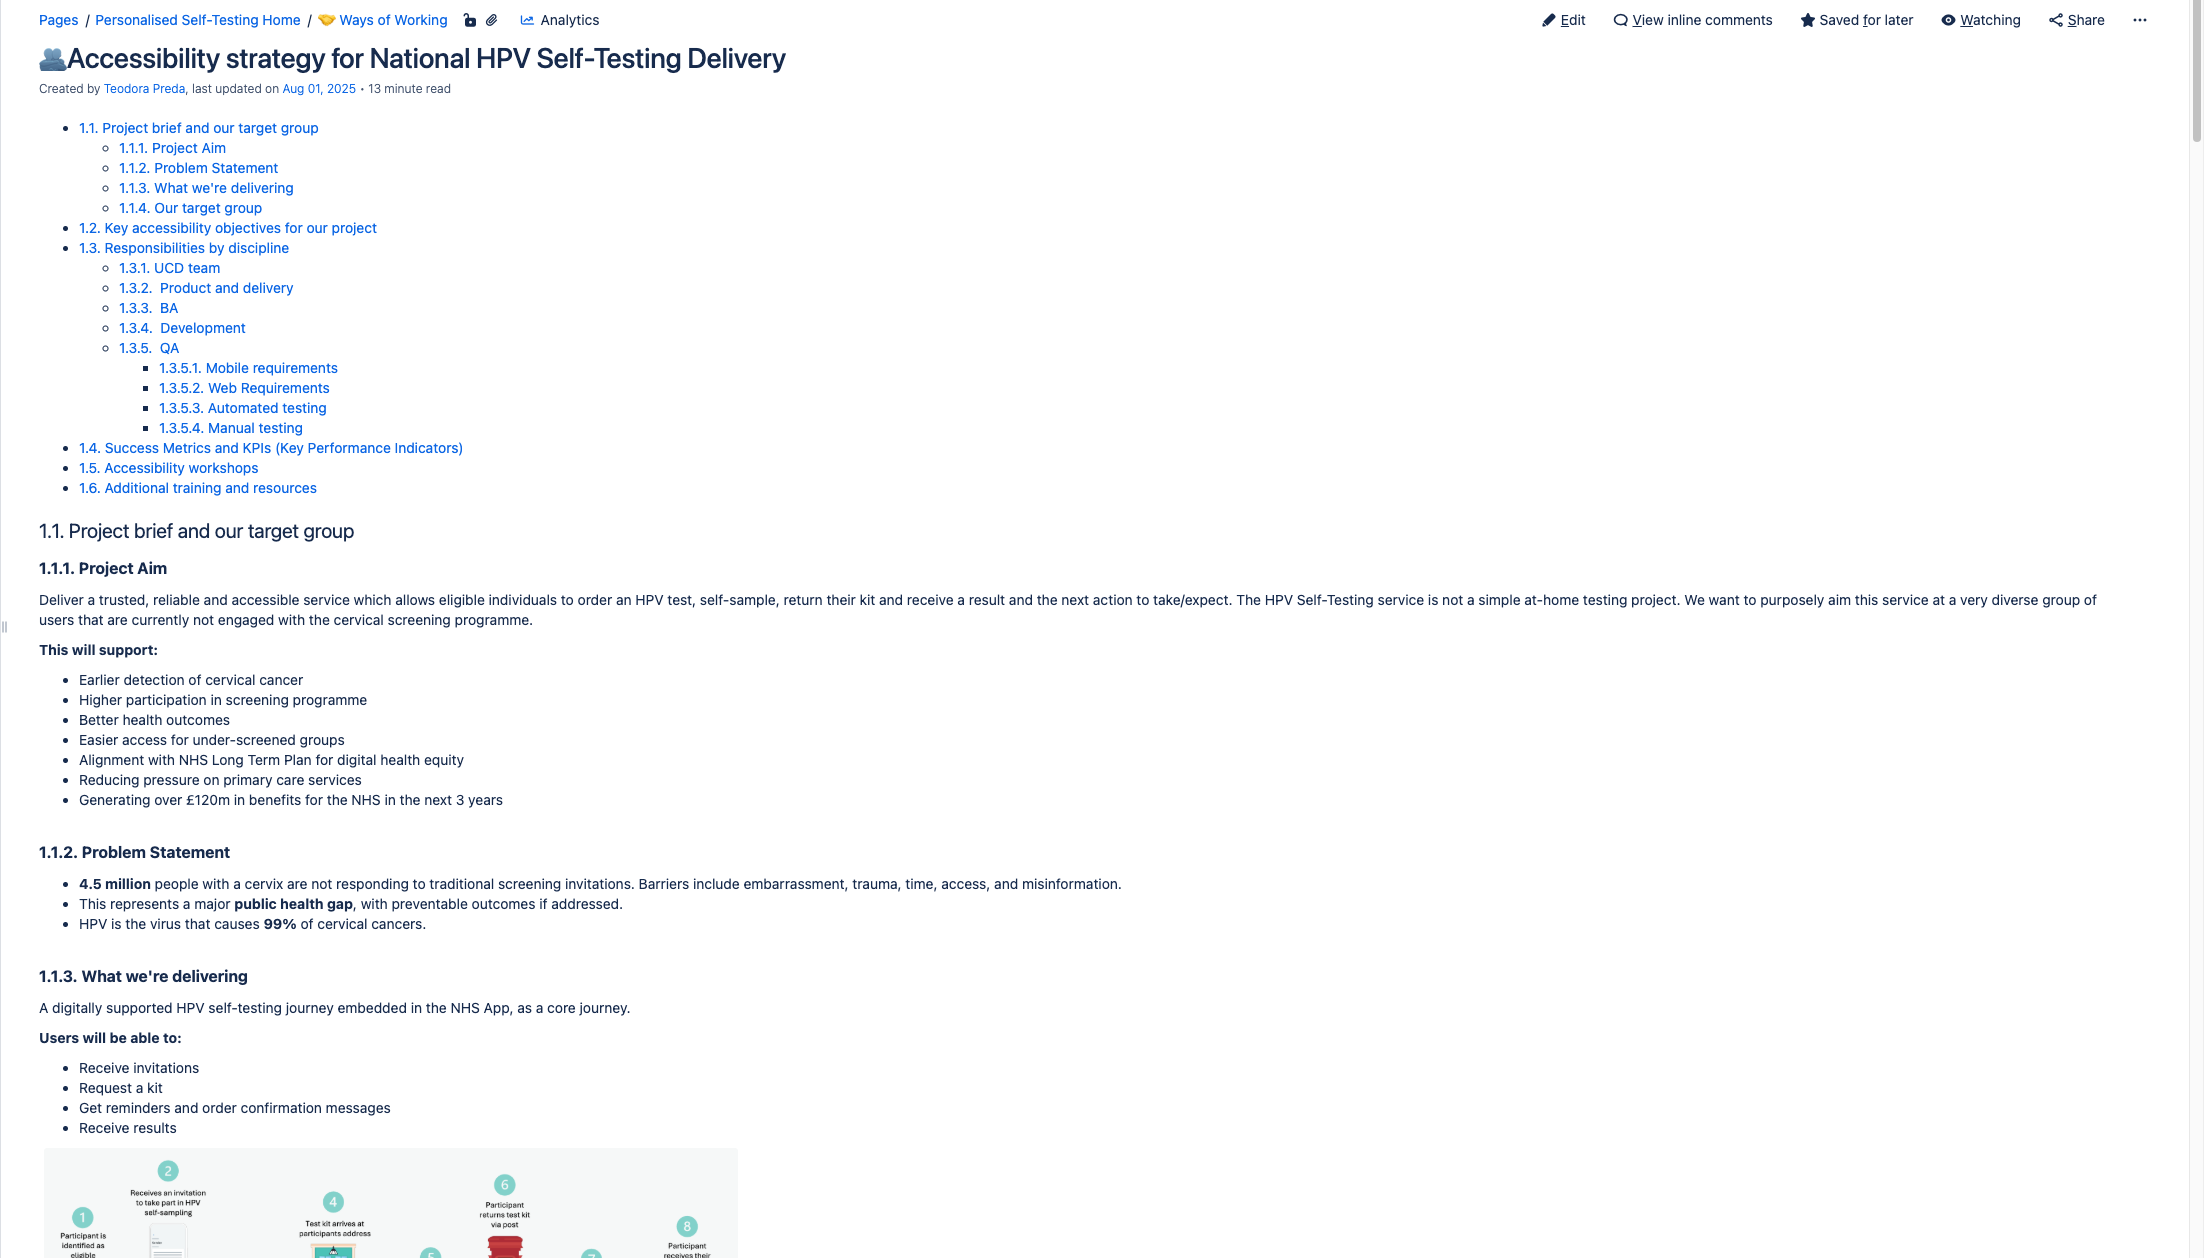 Pages / Personalised Self-Testing Home / Ways of Working Analytics Edit View inline comments Saved for later Watching Share
Accessibility strategy for National HPV Self-Testing Delivery
Created by Teodora Preda, last updated on Aug 01, 2025 • 13 minute read
1.1. Project brief and our target group
1.1.1. Project Aim
1.1.2. Problem Statement
1.1.3. What we're delivering
1.1.4. Our target group
1.2. Key accessibility objectives for our project
1.3. Responsibilities by discipline
1.3.1. UCD team
1.3.2. Product and delivery
1.3.3. BA
1.3.4. Development
1.3.5. QA
1.3.5.1. Mobile requirements
1.3.5.2. Web Requirements
1.3.5.3. Automated testing
1.3.5.4. Manual testing
1.4. Success Metrics and KPIs (Key Performance Indicators)
1.5. Accessibility workshops
1.6. Additional training and resources
1.1. Project brief and our target group
1.1.1. Project Aim
Deliver a trusted, reliable and accessible service which allows eligible individuals to order an HPV test, self-sample, return their kit and receive a result and the next action to take/expect. The HPV Self-Testing service is not a simple at-home testing project. We want to purposely aim this service at a very diverse group of
users that are currently not engaged with the cervical screening programme.
This will support:
Earlier detection of cervical cancer
Higher participation in screening programme
Better health outcomes
Easier access for under-screened groups
Alignment with NHS Long Term Plan for digital health equity
Reducing pressure on primary care services
Generating over £120m in benefits for the NHS in the next 3 years
1.1.2. Problem Statement
4.5 million people with a cervix are not responding to traditional screening invitations. Barriers include embarrassment, trauma, time, access, and misinformation.
This represents a major public health gap, with preventable outcomes if addressed.
HPV is the virus that causes 99% of cervical cancers.
1.1.3. What we're delivering
A digitally supported HPV self-testing journey embedded in the NHS App, as a core journey.
Users will be able to:
Receive invitations
Request a kit
Get reminders and order confirmation messages
Receive results
1
Participant is
identified as
eligible
2
Receives an invitation
to take part in HPV
self-sampling
4
Test kit arrives at
participants address
5
6
Participant
returns test kit
via post
7
8
Participant
receives their